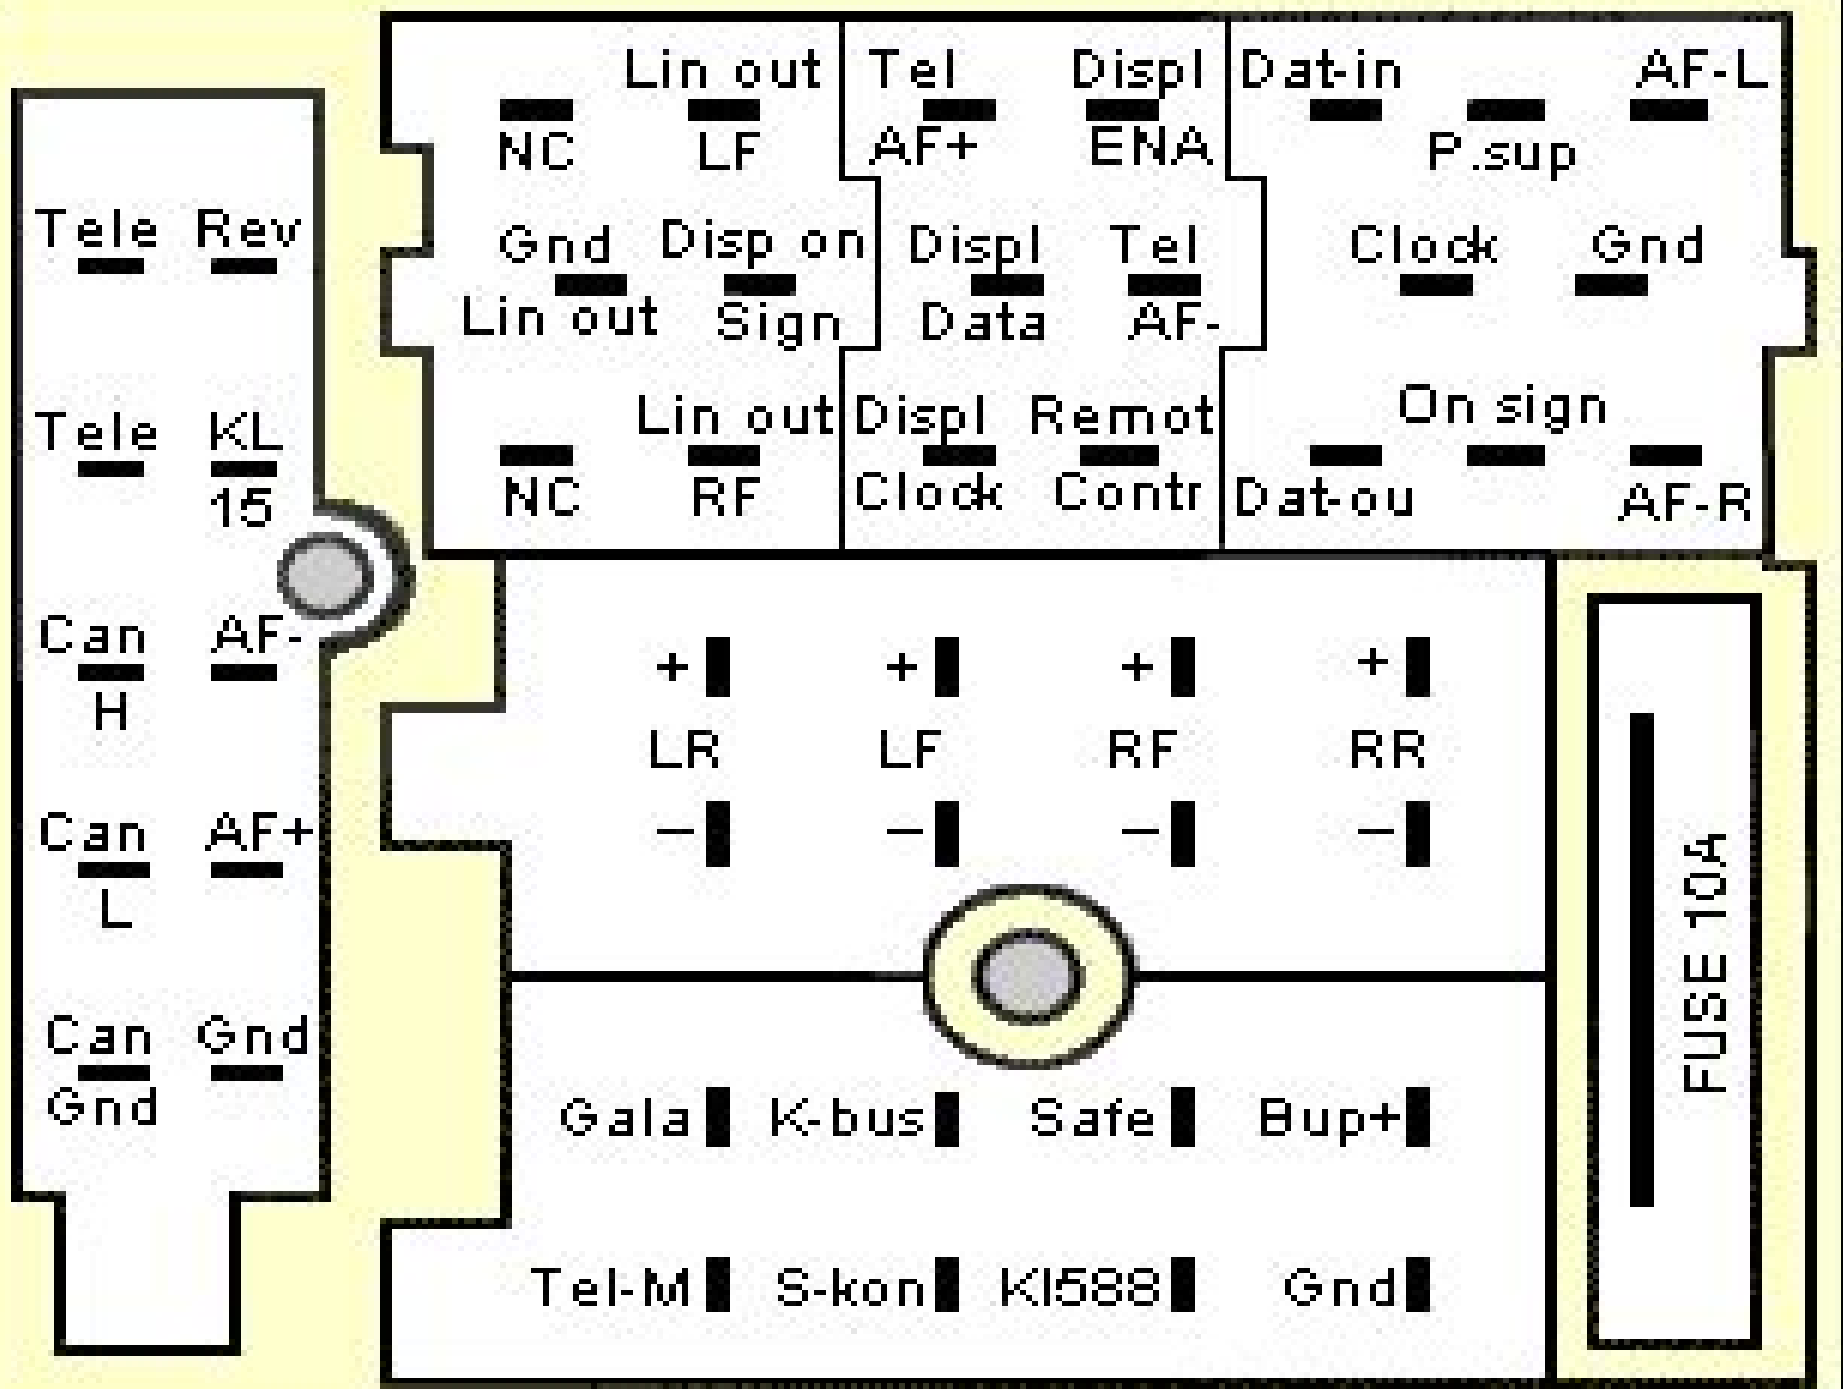 Tele Rev
Tele KL
15
Can AF-
H
Can AF+
L
Can Gnd
Gnd
Lin out
NC LF
Gnd Disp on
Lin out Sign
Lin out
NC RF
Tel Displ
AF+ ENA
Displ Tel
Data AF-
Displ Remot
Clock Contr
Dat-in AF-L
P.sup
Clock Gnd
On sign
Dat-ou AF-R
+ + + +
LR LF RF RR
- - - -
Gala K-bus Safe Bup+
Tel-M S-kon Kl588 Gnd
FUSE 10A